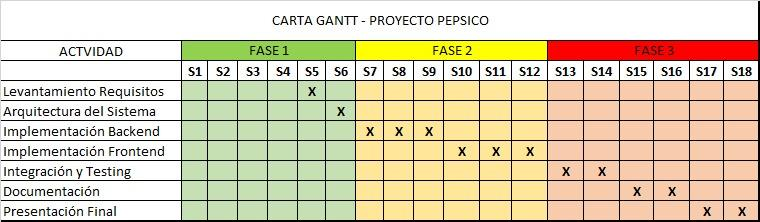 CARTA GANTT - PROYECTO PEPSICO
ACTVIDAD FASE 1 FASE 2 FASE 3
S1 S2 S3 S4 S5 S6 S7 S8 S9 S10 S11 S12 S13 S14 S15 S16 S17 S18
Levantamiento Requisitos X
Arquitectura del Sistema X
Implementación Backend X X X
Implementación Frontend X X X
Integración y Testing X X
Documentación X X
Presentación Final X X